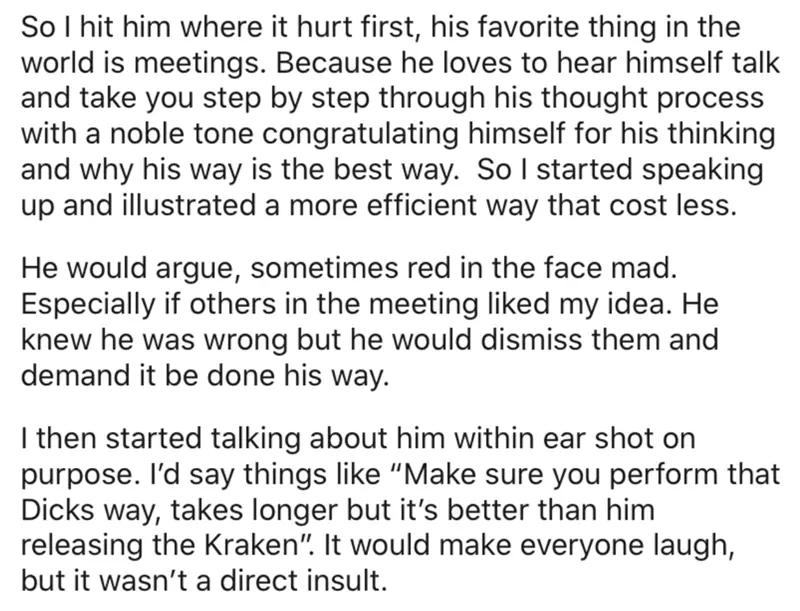 So I hit him where it hurt first, his favorite thing in the
world is meetings. Because he loves to hear himself talk
and take you step by step through his thought process
with a noble tone congratulating himself for his thinking
and why his way is the best way.  So I started speaking
up and illustrated a more efficient way that cost less.
He would argue, sometimes red in the face mad.
Especially if others in the meeting liked my idea. He
knew he was wrong but he would dismiss them and
demand it be done his way.
I then started talking about him within ear shot on
purpose. I’d say things like “Make sure you perform that
Dicks way, takes longer but it’s better than him
releasing the Kraken”. It would make everyone laugh,
but it wasn’t a direct insult.